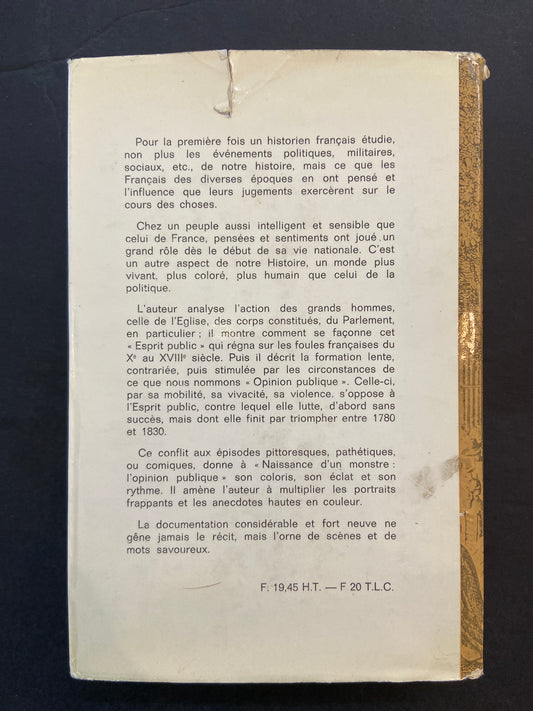 Pour la première fois un historien français étudie,
non plus les événements politiques, militaires,
sociaux, etc., de notre histoire, mais ce que les
Français des diverses époques en ont pensé et
l'influence que leurs jugements exercèrent sur le
cours des choses.
Chez un peuple aussi intelligent et sensible que
celui de France, pensées et sentiments ont joué un
grand rôle dès le début de sa vie nationale. C'est
un autre aspect de notre Histoire, un monde plus
vivant, plus coloré, plus humain que celui de la
politique.
L'auteur analyse l'action des grands hommes,
celle de l'Eglise, des corps constitués, du Parlement,
en particulier ; il montre comment se façonne cet
« Esprit public » qui régna sur les foules françaises du
Xe au XVIIIe siècle. Puis il décrit la formation lente,
contrariée, puis stimulée par les circonstances de
ce que nous nommons « Opinion publique ». Celle-ci,
par sa mobilité, sa vivacité, sa violence. s'oppose à
l'Esprit public, contre lequel elle lutte, d'abord sans
succès, mais dont elle finit par triompher entre 1780
et 1830.
Ce conflit aux épisodes pittoresques, pathétiques,
ou comiques, donne à « Naissance d'un monstre :
l'opinion publique » son coloris, son éclat et son
rythme. Il amène l'auteur à multiplier les portraits
frappants et les anecdotes hautes en couleur.
La documentation considérable et fort neuve ne
gêne jamais le récit, mais l'orne de scènes et de
mots savoureux.
F. 19,45 H.T. — F 20 T.L.C.